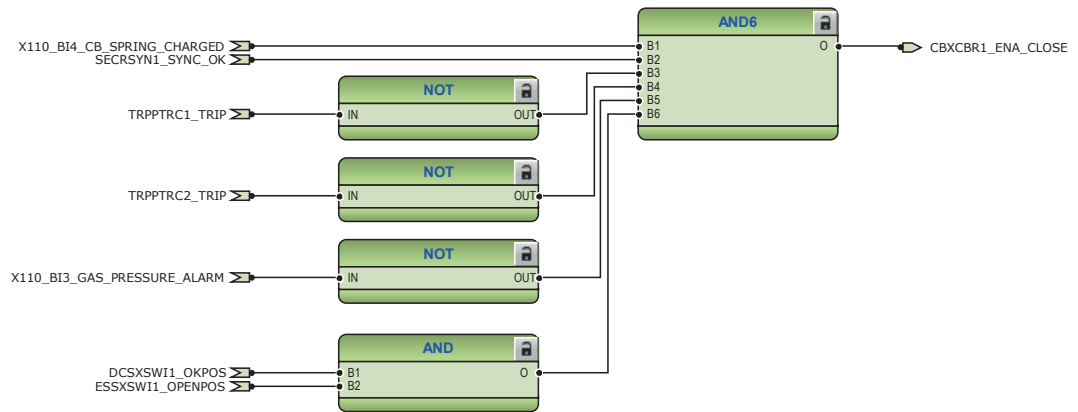 AND6
X110_BI4_CB_SPRING_CHARGED B1 O CBXCBR1_ENA_CLOSE
SECRSYN1_SYNC_OK B2
B3
B4
B5
B6
NOT
TRPPTRC1_TRIP IN OUT
NOT
TRPPTRC2_TRIP IN OUT
NOT
X110_BI3_GAS_PRESSURE_ALARM IN OUT
AND
DCSXSWI1_OKPOS B1 O
ESSXSWI1_OPENPOS B2